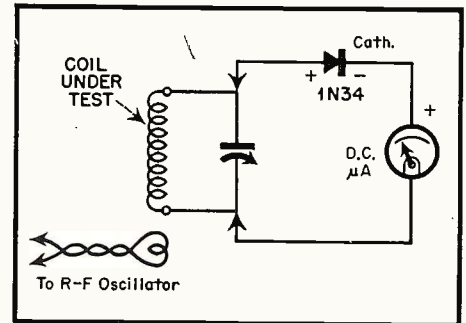 COIL
UNDER
TEST
Cath.
+ −
1N34
+
D.C.
μA
To R-F Oscillator